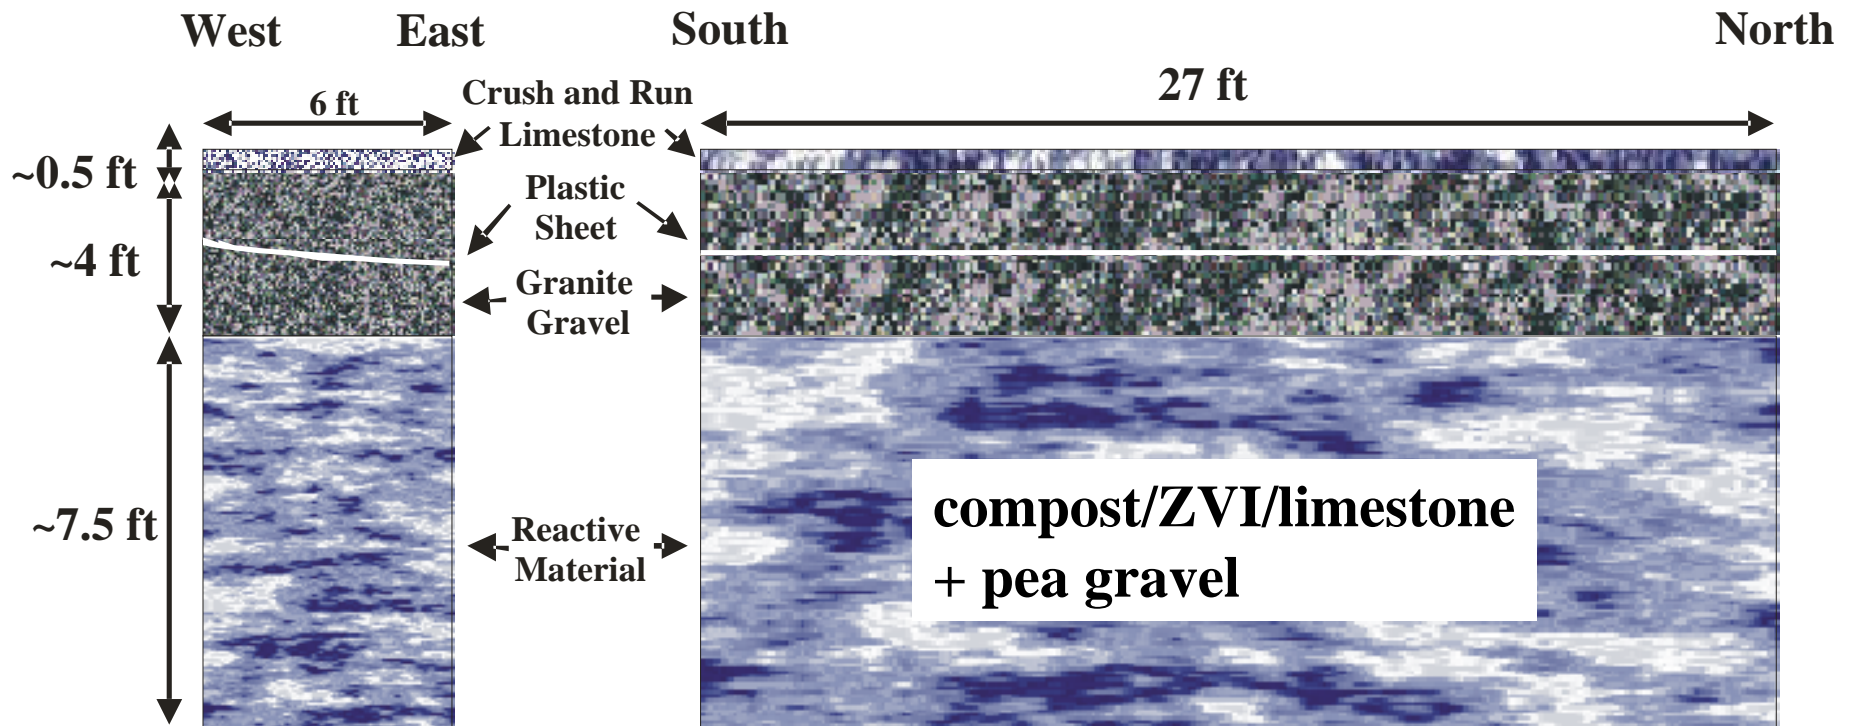 West
East
South
North
6 ft
Crush and Run
Limestone
27 ft
~0.5 ft
Plastic
Sheet
~4 ft
Granite
Gravel
~7.5 ft
Reactive
Material
compost/ZVI/limestone
+ pea gravel